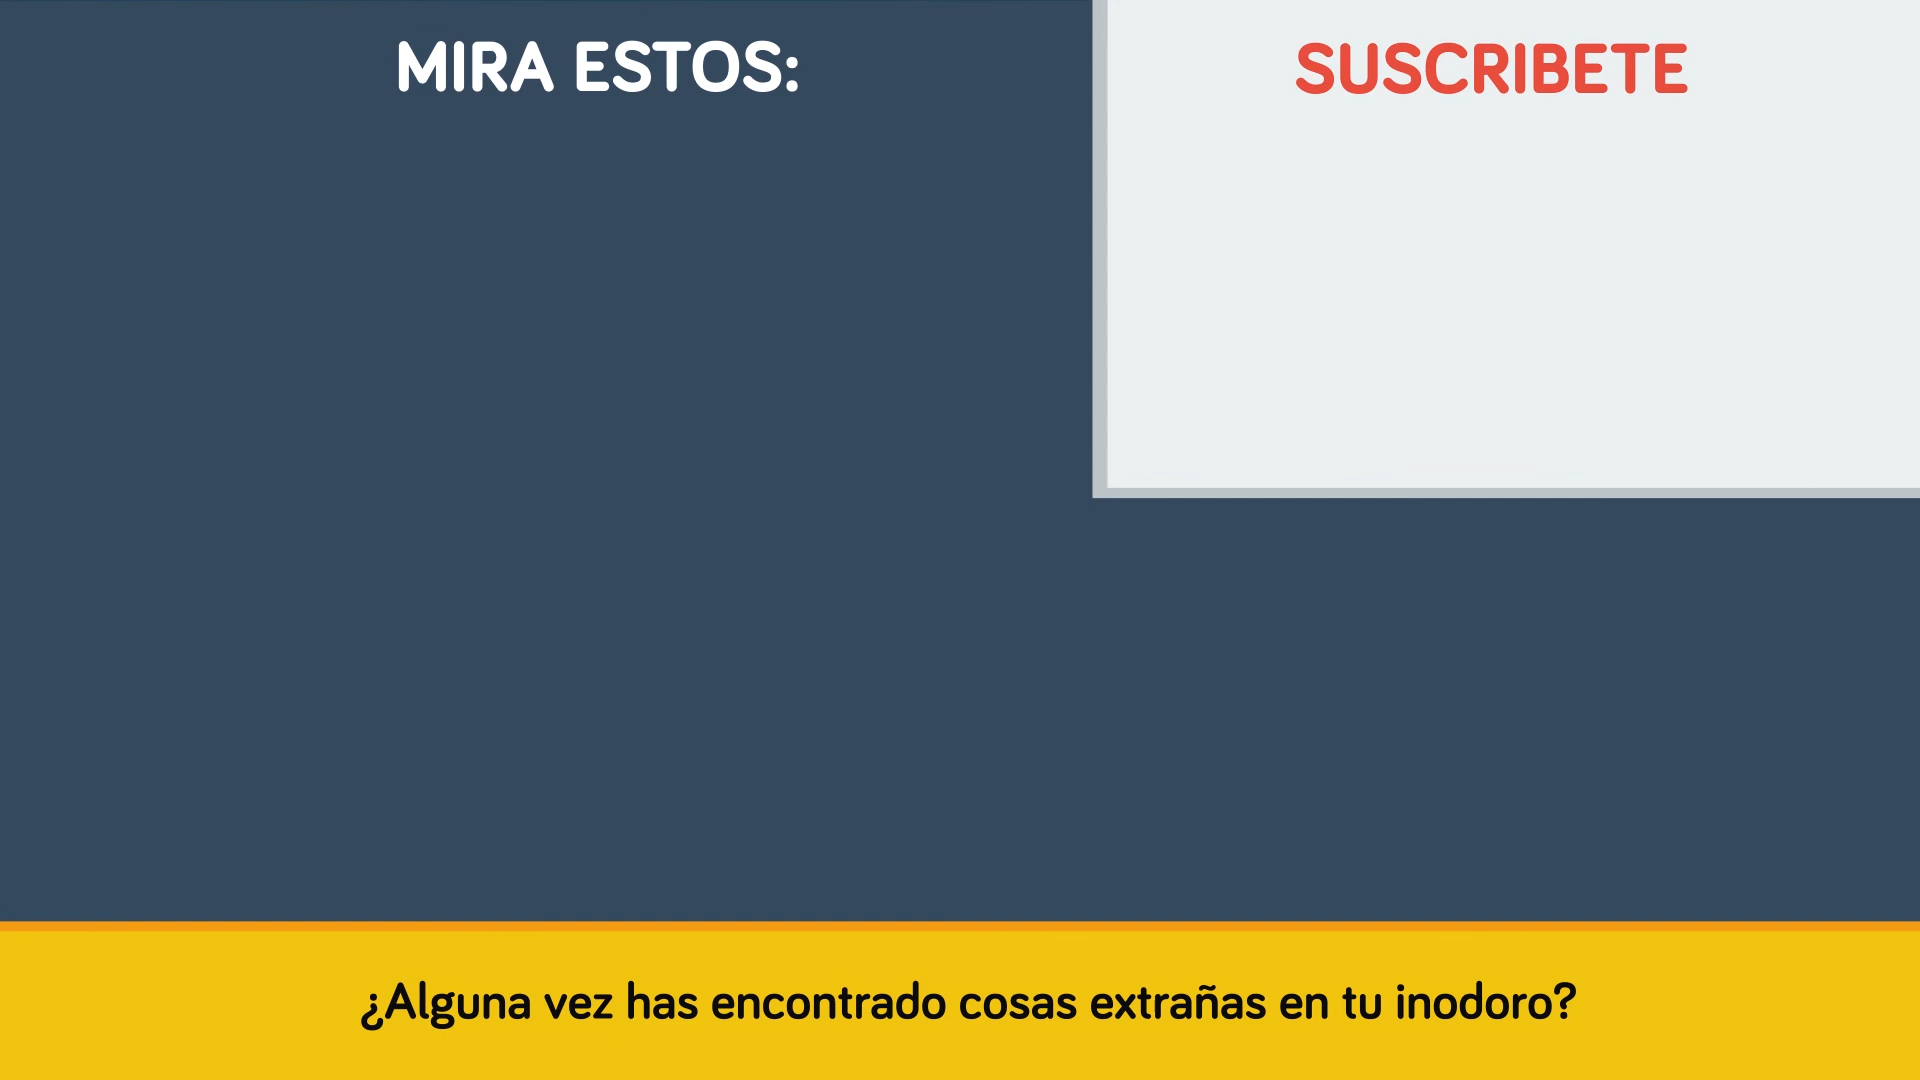 MIRA ESTOS:
SUSCRIBETE
¿Alguna vez has encontrado cosas extrañas en tu inodoro?